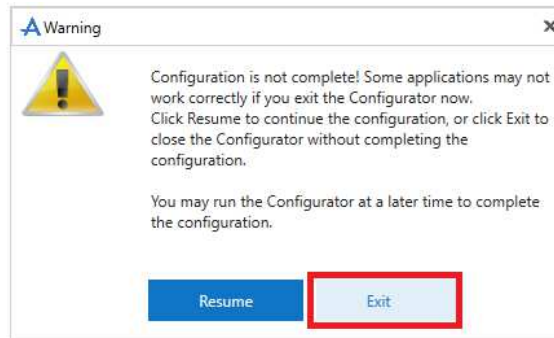 Warning
Configuration is not complete! Some applications may not
work correctly if you exit the Configurator now.
Click Resume to continue the configuration, or click Exit to
close the Configurator without completing the
configuration.
You may run the Configurator at a later time to complete
the configuration.
Resume Exit